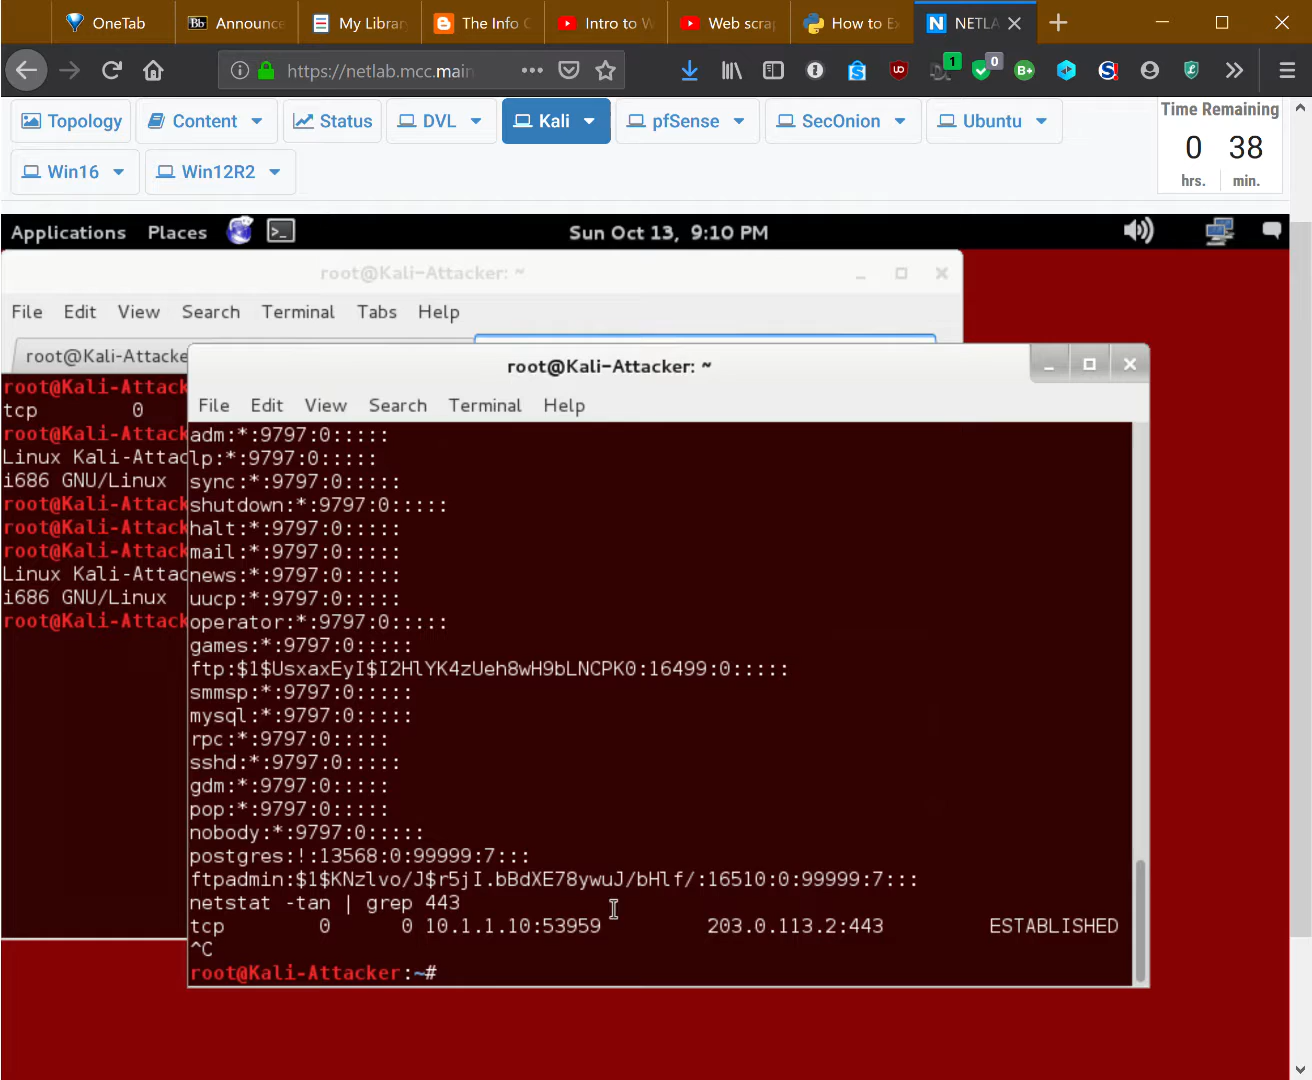 OneTab
Announce
My Library
The Info
Intro to W
Web scra
How to Ex
NETLA
https://netlab.mcc.main
1
0
Topology
Content
Status
DVL
Kali
pfSense
SecOnion
Ubuntu
Win16
Win12R2
Time Remaining
0 38
hrs. min.
Applications Places
Sun Oct 13, 9:10 PM
root@Kali-Attacker: ~
File Edit View Search Terminal Tabs Help
root@Kali-Attacke
root@Kali-Attack
tcp 0
root@Kali-Attack
Linux Kali-Attac
i686 GNU/Linux
root@Kali-Attack
root@Kali-Attack
root@Kali-Attack
Linux Kali-Attac
i686 GNU/Linux
root@Kali-Attack
root@Kali-Attacker: ~
File Edit View Search Terminal Help
adm:*:9797:0:::::
lp:*:9797:0:::::
sync:*:9797:0:::::
shutdown:*:9797:0:::::
halt:*:9797:0:::::
mail:*:9797:0:::::
news:*:9797:0:::::
uucp:*:9797:0:::::
operator:*:9797:0:::::
games:*:9797:0:::::
ftp:$1$UsxaxEyI$I2HlYK4zUeh8wH9bLNCPK0:16499:0:::::
smmsp:*:9797:0:::::
mysql:*:9797:0:::::
rpc:*:9797:0:::::
sshd:*:9797:0:::::
gdm:*:9797:0:::::
pop:*:9797:0:::::
nobody:*:9797:0:::::
postgres:!:13568:0:99999:7:::
ftpadmin:$1$KNzlvo/J$r5jI.bBdXE78ywuJ/bHlf/:16510:0:99999:7:::
netstat -tan | grep 443
tcp 0 0 10.1.1.10:53959 203.0.113.2:443 ESTABLISHED
^C
root@Kali-Attacker:~#